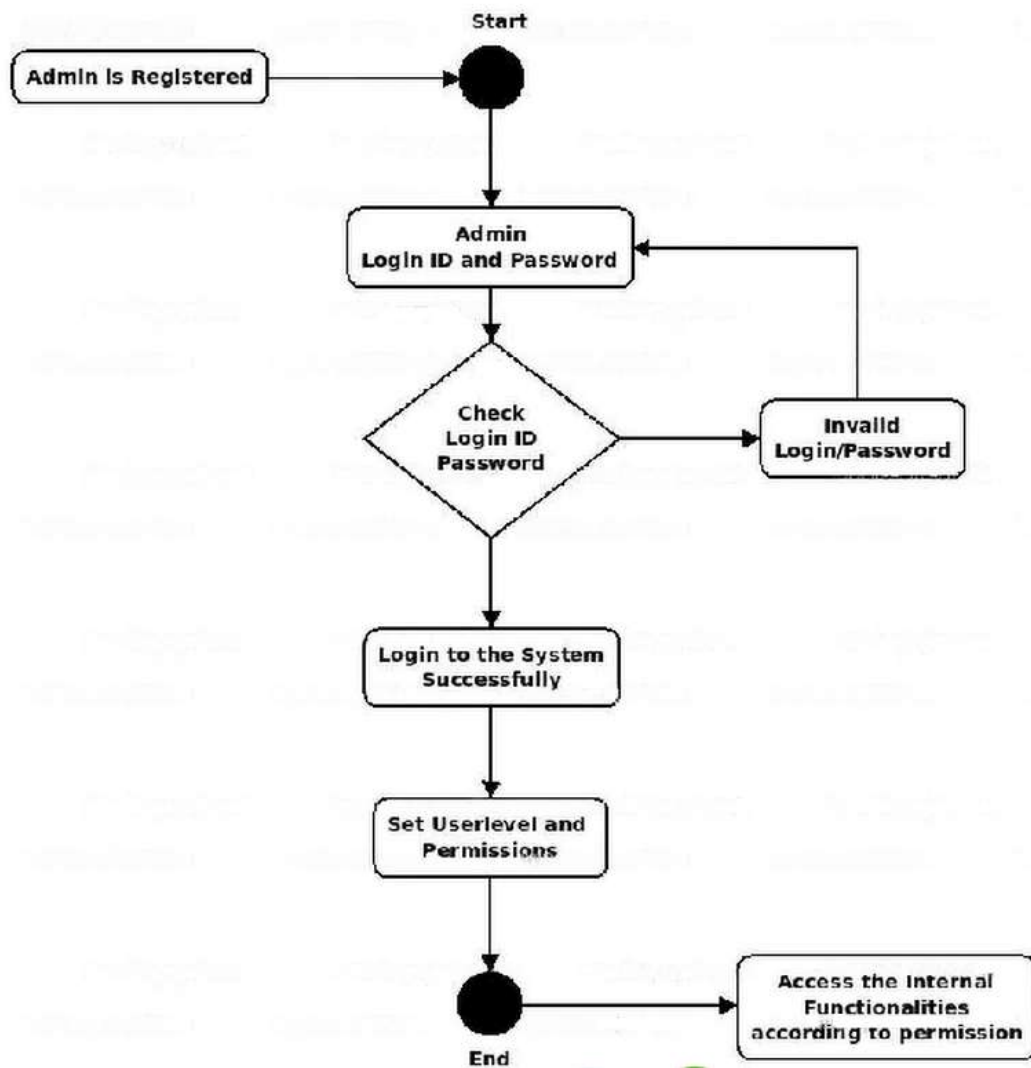 Start
Admin is Registered
Admin
Login ID and Password
Check
Login ID
Password
Invalid
Login/Password
Login to the System
Successfully
Set Userlevel and
Permissions
Access the Internal
Functionalities
according to permission
End